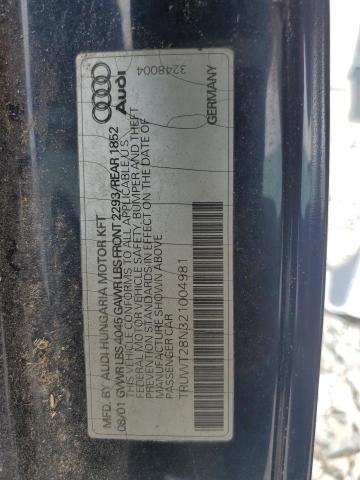 Audi
3248004
GERMANY
MFD. BY AUDI HUNGARIA MOTOR KFT
08/01 GVWR LBS 4045 GAWR LBS FRONT 2293/REAR 1852
THIS VEHICLE CONFORMS TO ALL APPLICABLE U.S.
FEDERAL MOTOR VEHICLE SAFETY, BUMPER AND THEFT
PREVENTION STANDARDS IN EFFECT ON THE DATE OF
MANUFACTURE SHOWN ABOVE.
PASSENGER CAR
TRUWT28N321004981